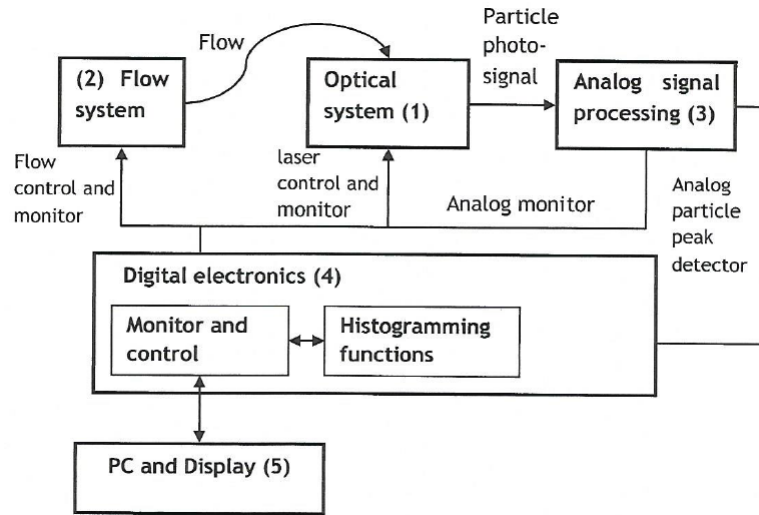 Flow
Particle
photo-
signal
(2) Flow
system
Optical
system (1)
Analog signal
processing (3)
Flow
control and
monitor
laser
control and
monitor
Analog monitor
Analog
particle
peak
detector
Digital electronics (4)
Monitor and
control
Histogramming
functions
PC and Display (5)